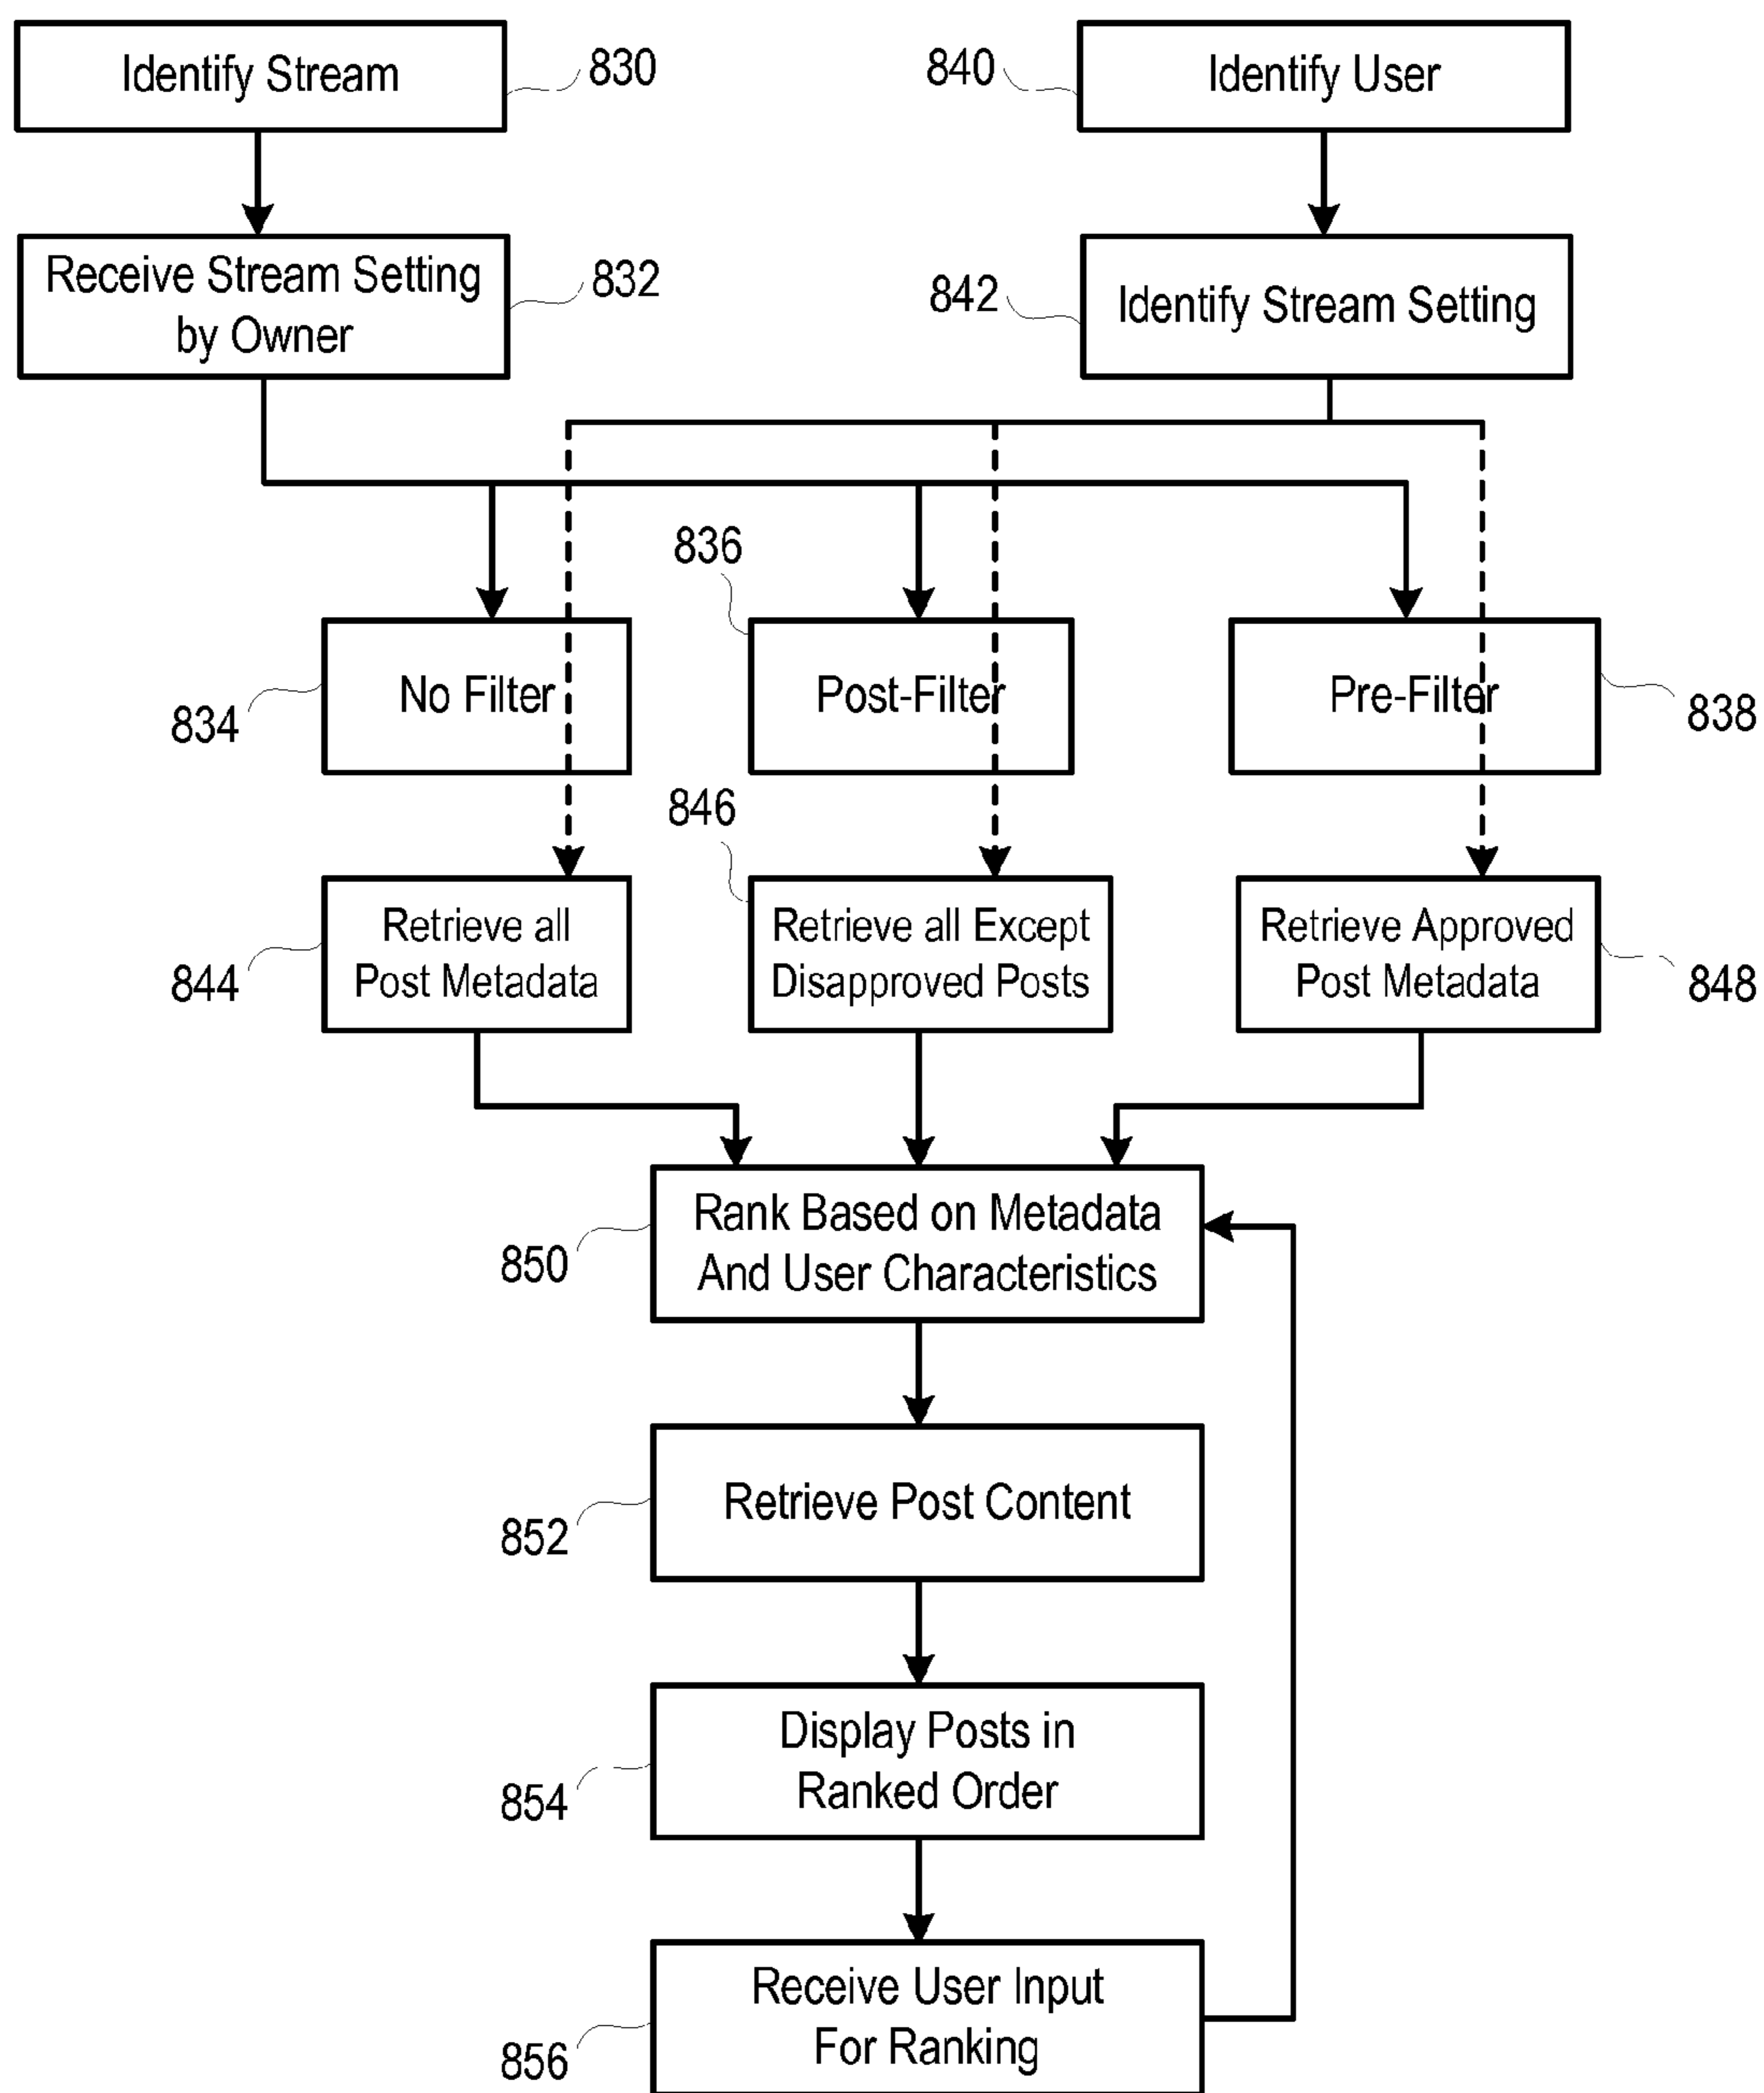 Identify Stream
830
840
Identify User
Receive Stream Setting
by Owner
832
842
Identify Stream Setting
836
No Filter
Post-Filter
Pre-Filter
834
838
846
Retrieve all
Post Metadata
Retrieve all Except
Disapproved Posts
Retrieve Approved
Post Metadata
844
848
Rank Based on Metadata
And User Characteristics
850
Retrieve Post Content
852
Display Posts in
Ranked Order
854
Receive User Input
For Ranking
856